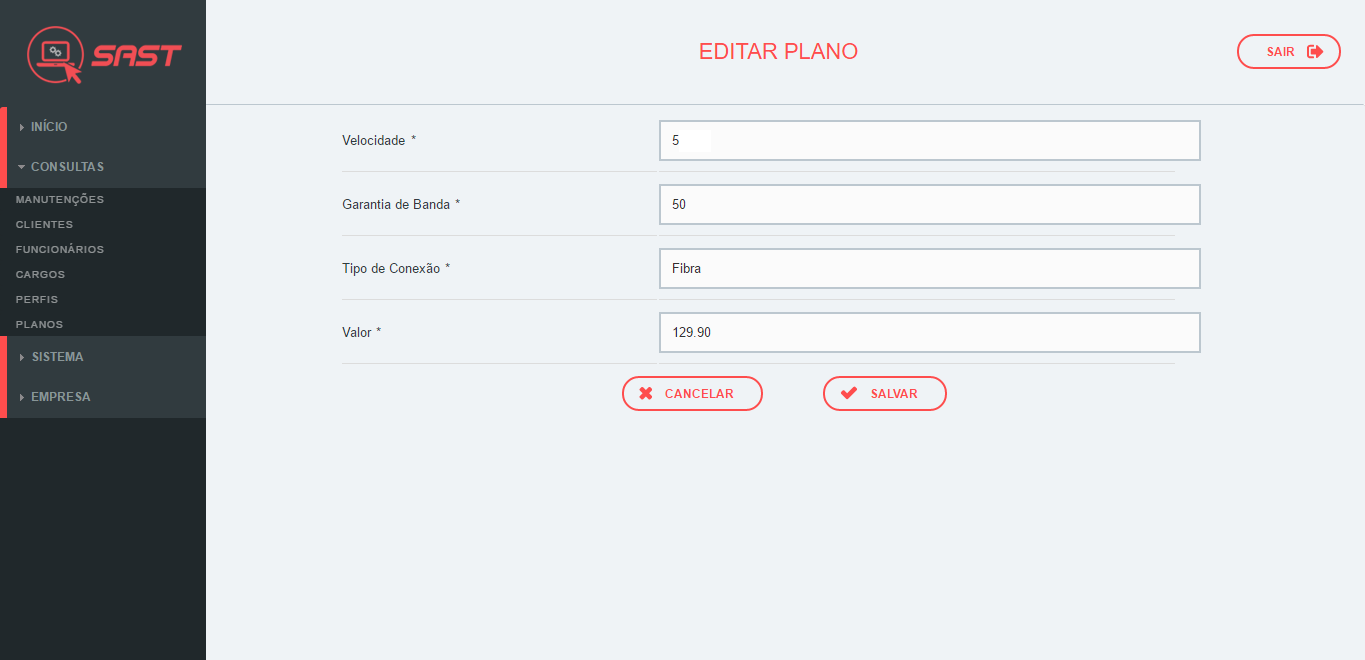 SAST
EDITAR PLANO
SAIR
INÍCIO
CONSULTAS
MANUTENÇÕES
CLIENTES
FUNCIONÁRIOS
CARGOS
PERFIS
PLANOS
SISTEMA
EMPRESA
Velocidade * 5
Garantia de Banda * 50
Tipo de Conexão * Fibra
Valor * 129.90
CANCELAR SALVAR